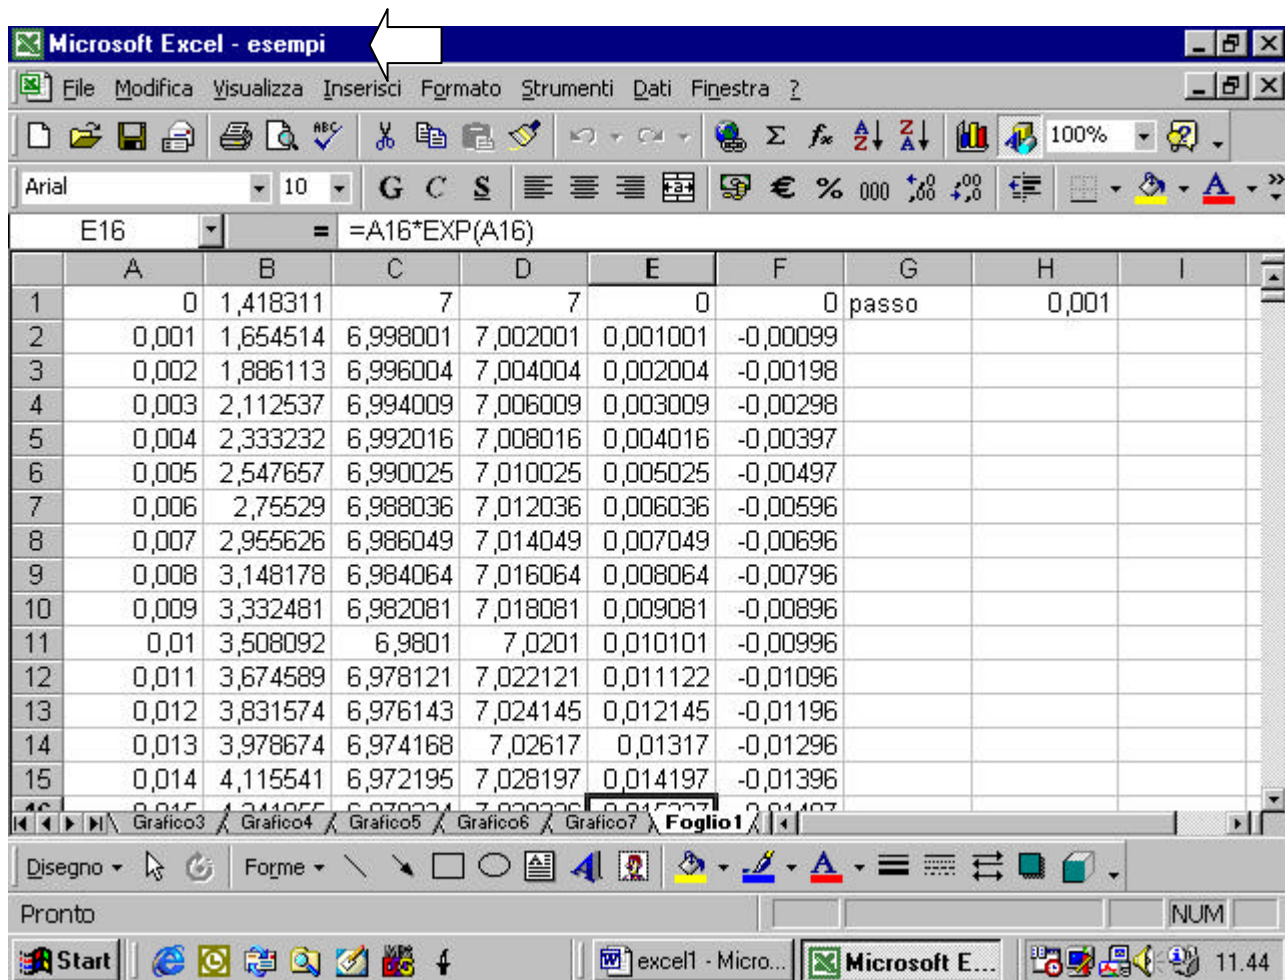 Microsoft Excel - esempi
File Modifica Visualizza Inserisci Formato Strumenti Dati Finestra ?
ABC Σ fx A Z Z A 100%
Arial 10 G C S € % 000
E16 = =A16*EXP(A16)
A B C D E F G H I
1 0 1,418311 7 7 0 0 passo 0,001
2 0,001 1,654514 6,998001 7,002001 0,001001 -0,00099
3 0,002 1,886113 6,996004 7,004004 0,002004 -0,00198
4 0,003 2,112537 6,994009 7,006009 0,003009 -0,00298
5 0,004 2,333232 6,992016 7,008016 0,004016 -0,00397
6 0,005 2,547657 6,990025 7,010025 0,005025 -0,00497
7 0,006 2,75529 6,988036 7,012036 0,006036 -0,00596
8 0,007 2,955626 6,986049 7,014049 0,007049 -0,00696
9 0,008 3,148178 6,984064 7,016064 0,008064 -0,00796
10 0,009 3,332481 6,982081 7,018081 0,009081 -0,00896
11 0,01 3,508092 6,9801 7,0201 0,010101 -0,00996
12 0,011 3,674589 6,978121 7,022121 0,011122 -0,01096
13 0,012 3,831574 6,976143 7,024145 0,012145 -0,01196
14 0,013 3,978674 6,974168 7,02617 0,01317 -0,01296
15 0,014 4,115541 6,972195 7,028197 0,014197 -0,01396
Grafico3 Grafico4 Grafico5 Grafico6 Grafico7 Foglio1
Disegno Forme A A
Pronto NUM
Start excel1 - Micro... Microsoft E... 11.44